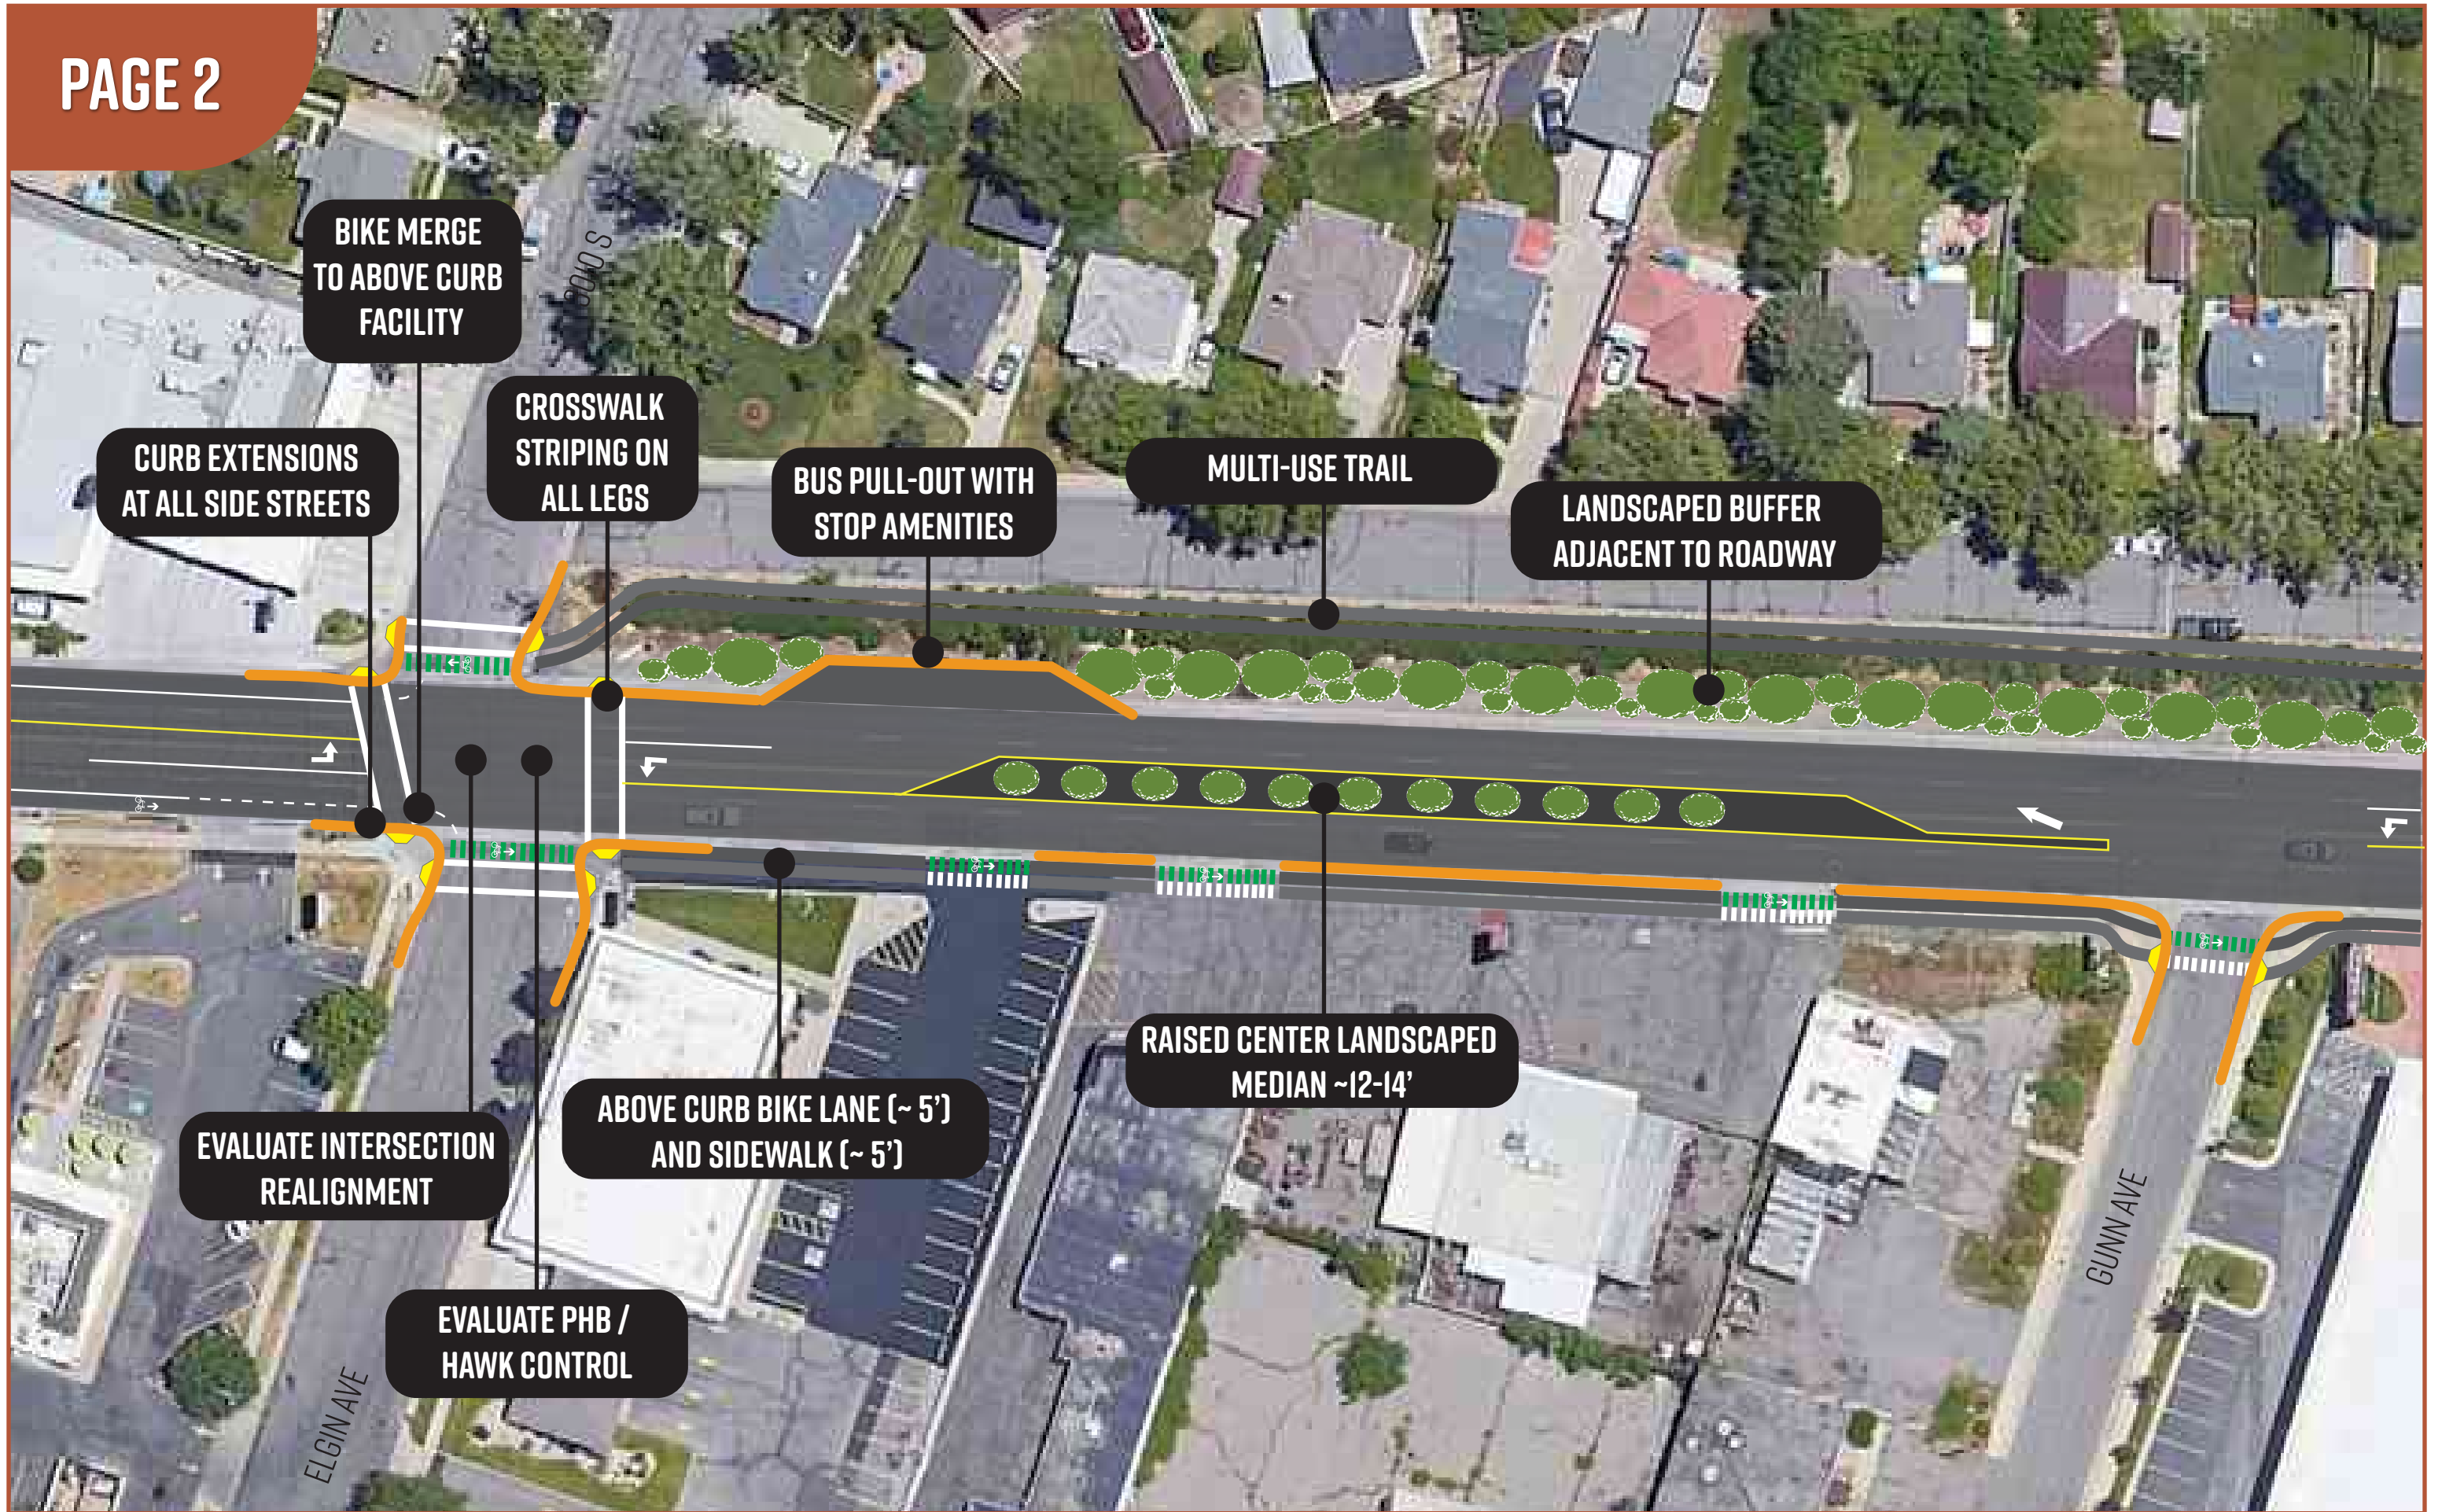 PAGE 2
BIKE MERGE
TO ABOVE CURB
FACILITY
CROSSWALK
STRIPING ON
ALL LEGS
CURB EXTENSIONS
AT ALL SIDE STREETS
BUS PULL-OUT WITH
STOP AMENITIES
MULTI-USE TRAIL
LANDSCAPED BUFFER
ADJACENT TO ROADWAY
RAISED CENTER LANDSCAPED
MEDIAN ~12-14’
ABOVE CURB BIKE LANE (~ 5’)
AND SIDEWALK (~ 5’)
EVALUATE INTERSECTION
REALIGNMENT
EVALUATE PHB /
HAWK CONTROL
ELGIN AVE
GUNN AVE